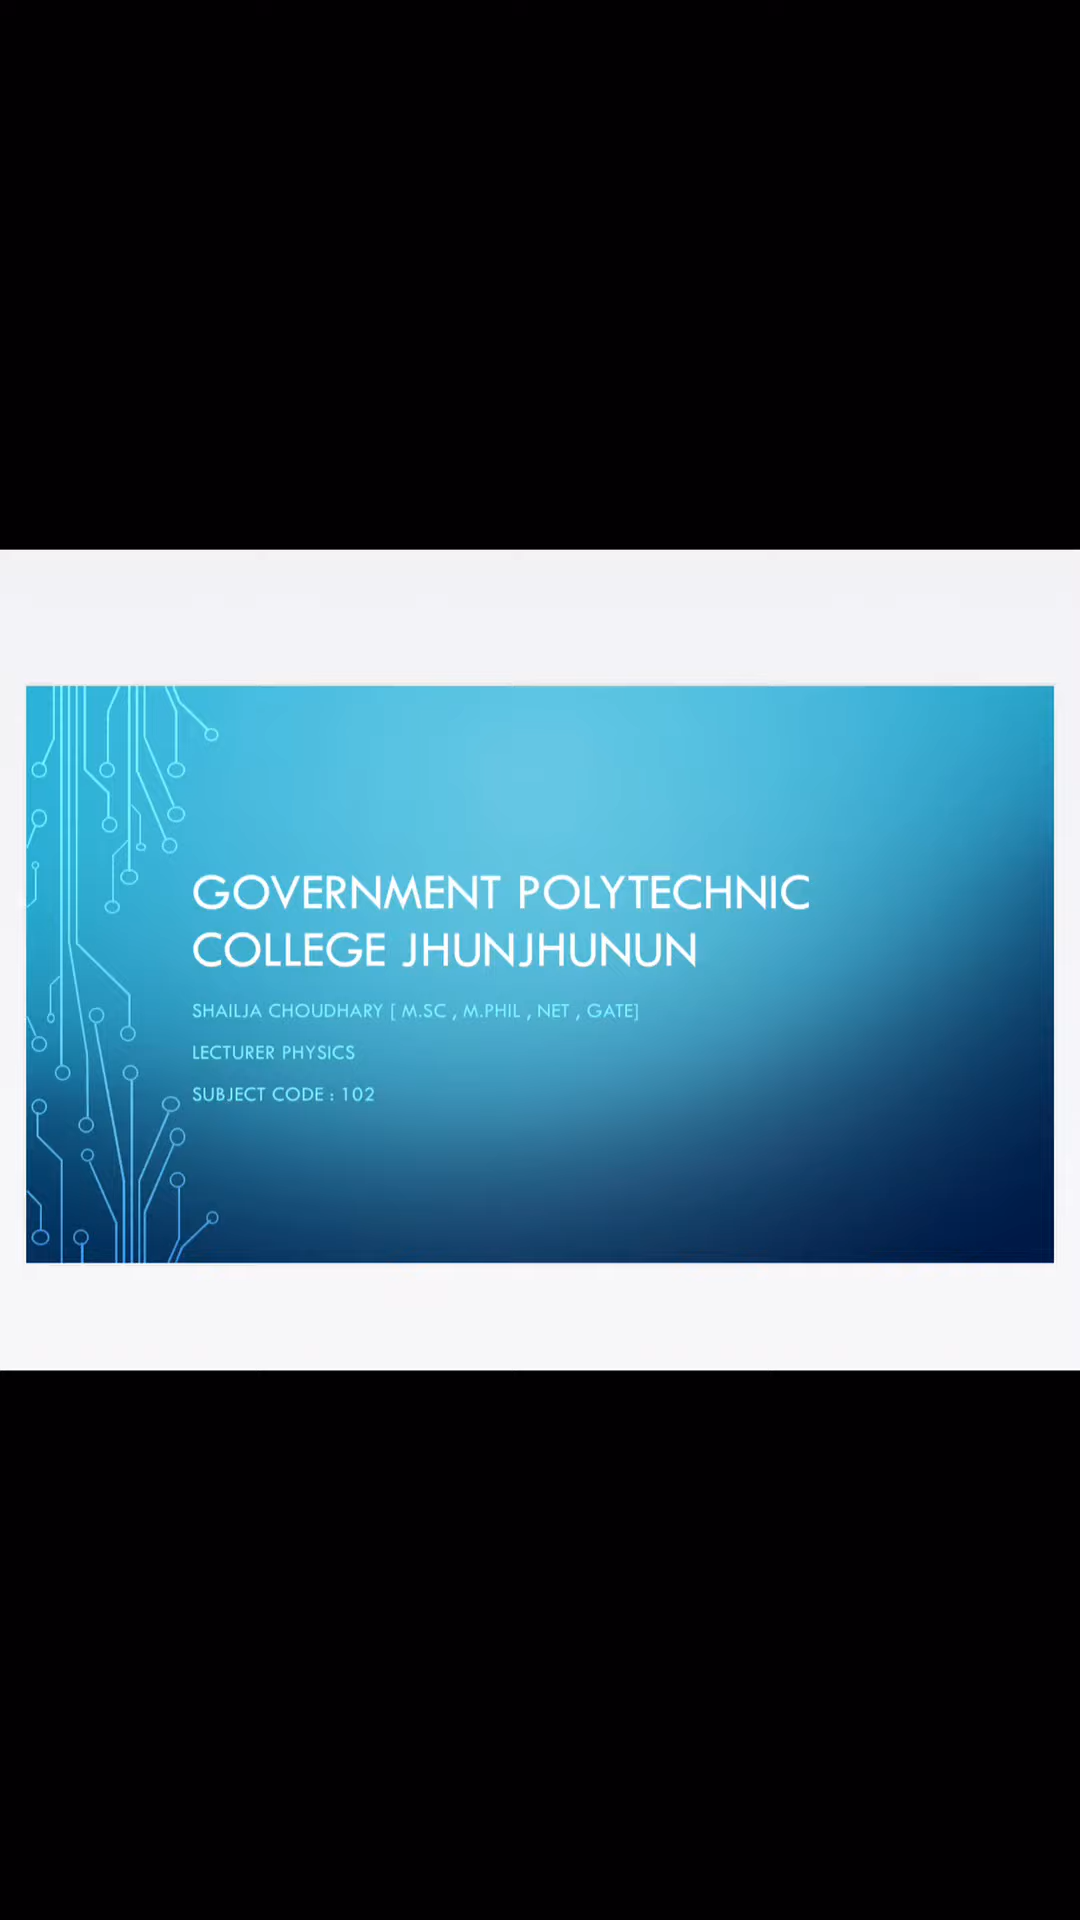 GOVERNMENT POLYTECHNIC
COLLEGE JHUNJHUNUN
SHAILJA CHOUDHARY [ M.SC , M.PHIL , NET , GATE]
LECTURER PHYSICS
SUBJECT CODE : 102